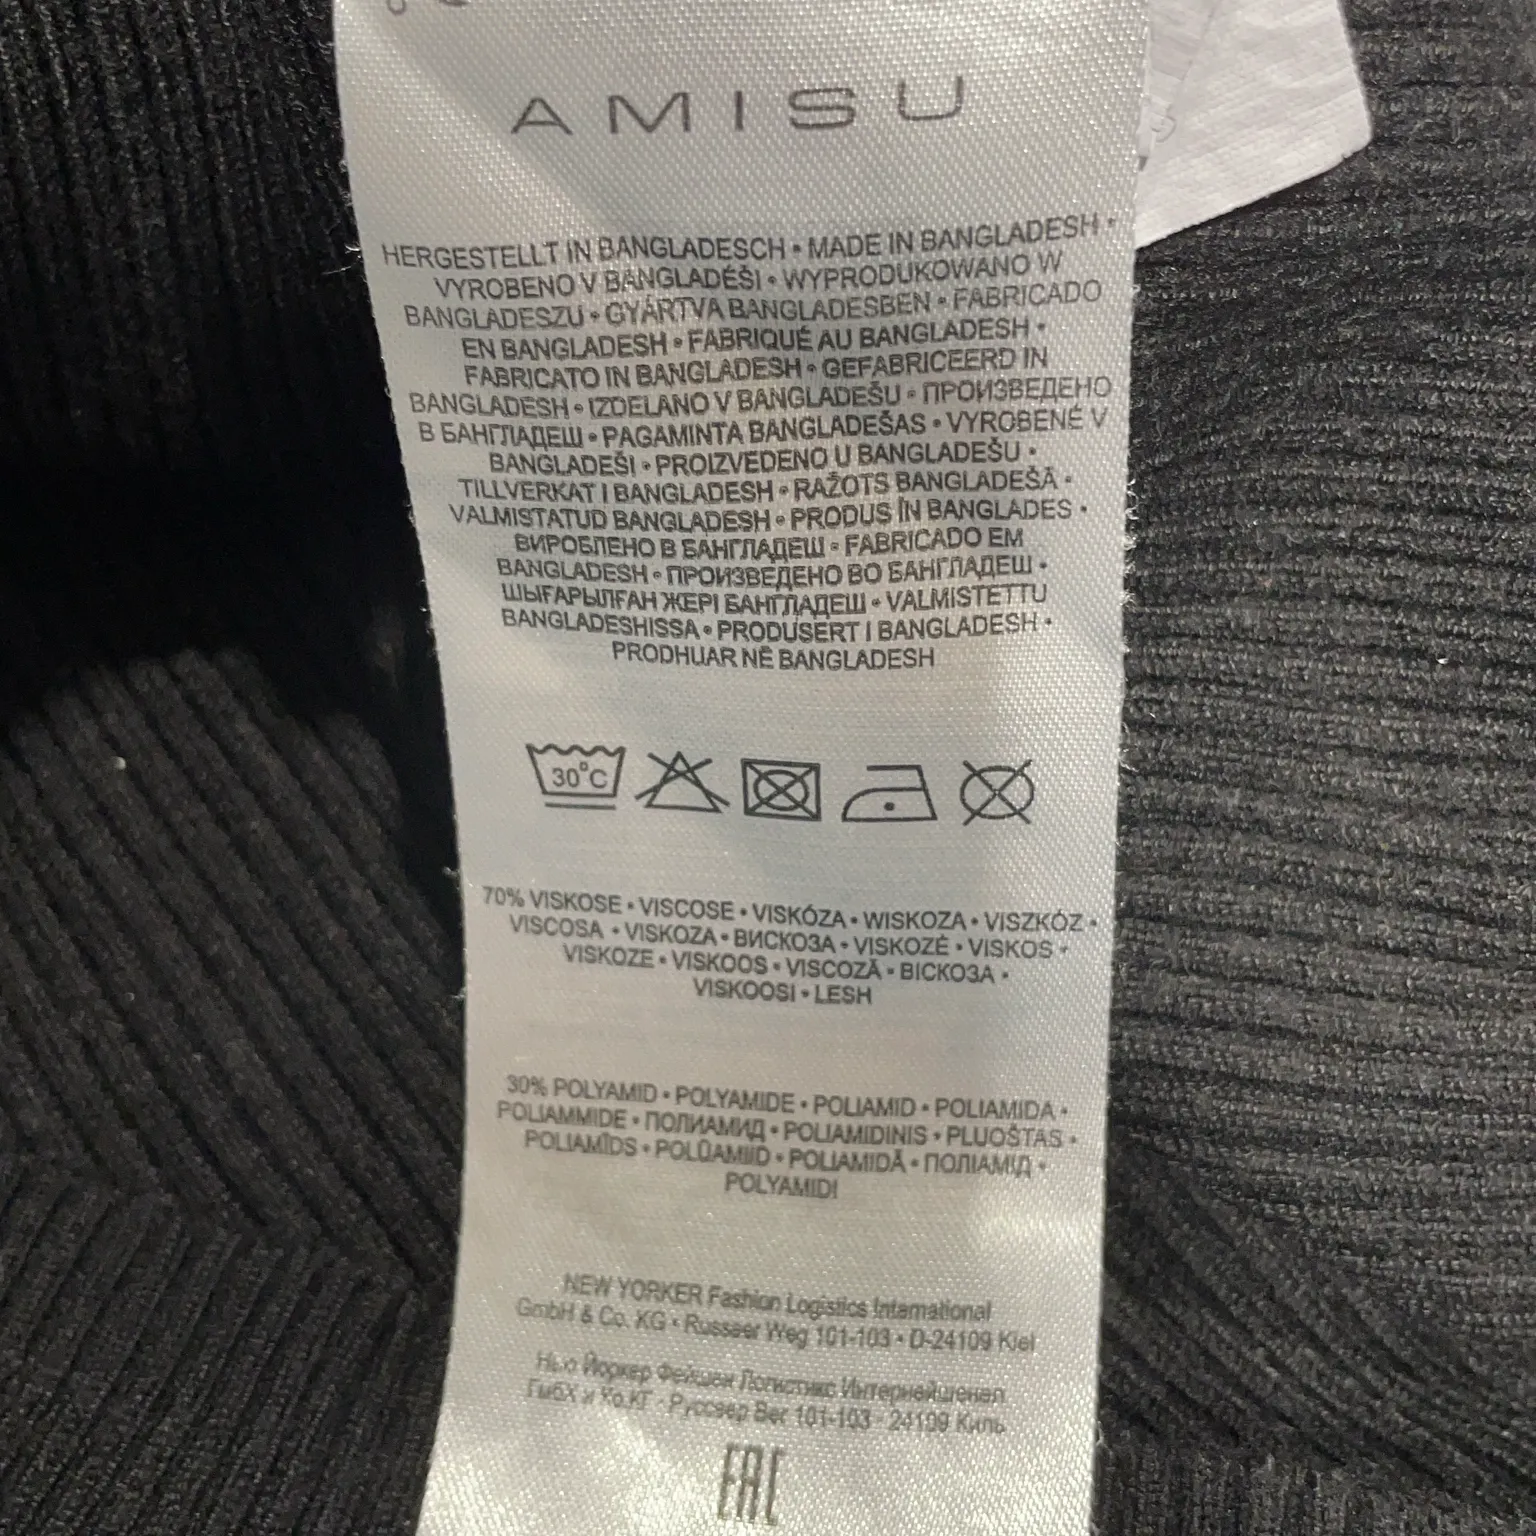 AMISU
HERGESTELLT IN BANGLADESCH • MADE IN BANGLADESH •
VYROBENO V BANGLADÉŠI • WYPRODUKOWANO W
BANGLADESZU • GYÁRTVA BANGLADESBEN • FABRICADO
EN BANGLADESH • FABRIQUÉ AU BANGLADESH •
FABRICATO IN BANGLADESH • GEFABRICEERD IN
BANGLADESH • IZDELANO V BANGLADEŠU • ПРОИЗВЕДЕНО
В БАНГЛАДЕШ • PAGAMINTA BANGLADEŠAS • VYROBENÉ V
BANGLADEŠI • PROIZVEDENO U BANGLADEŠU •
TILLVERKAT I BANGLADESH • RAŽOTS BANGLADEŠĀ •
VALMISTATUD BANGLADESH • PRODUS ÎN BANGLADES •
ВИРОБЛЕНО В БАНГЛАДЕШ • FABRICADO EM
BANGLADESH • ПРОИЗВЕДЕНО ВО БАНГЛАДЕШ •
ШЫҒАРЫЛҒАН ЖЕРІ БАНГЛАДЕШ • VALMISTETTU
BANGLADESHISSA • PRODUSERT I BANGLADESH •
PRODHUAR NË BANGLADESH
30°C
70% VISKOSE • VISCOSE • VISKÓZA • WISKOZA • VISZKÓZ •
VISCOSA • VISKOZA • ВИСКОЗА • VISKOZÉ • VISKOS •
VISKOZE • VISKOOS • VISCOZĂ • ВІСКОЗА •
VISKOOSI • LESH
30% POLYAMID • POLYAMIDE • POLIAMID • POLIAMIDA •
POLIAMMIDE • ПОЛИАМИД • POLIAMIDINIS • PLUOŠTAS •
POLIAMĪDS • POLÜAMIID • POLIAMIDĂ • ПОЛІАМІД •
POLYAMIDI
NEW YORKER Fashion Logistics International
GmbH & Co. KG • Russeer Weg 101-103 • D-24109 Kiel
Нью Йоркер Фейшен Логистикс Интернейшенел
ГмбХ и Ко.КГ · Руссеер Вег 101-103 · 24109 Киль
EAC